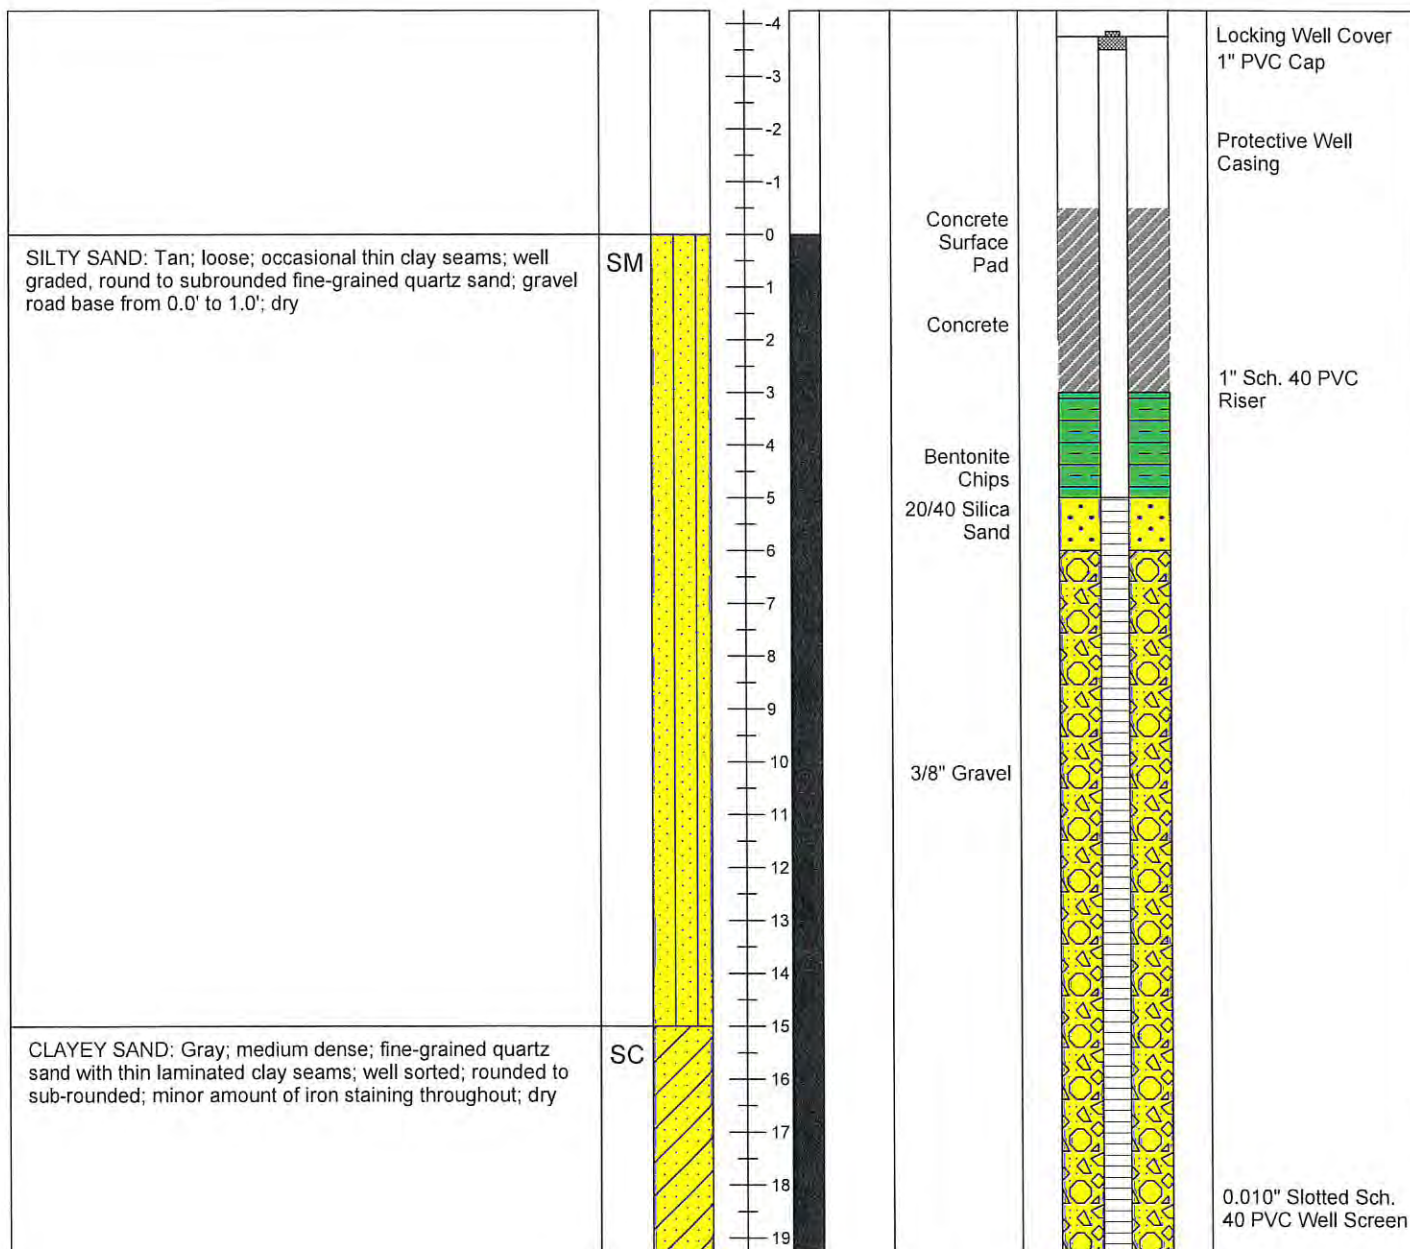 SILTY SAND: Tan; loose; occasional thin clay seams; well
graded, round to subrounded fine-grained quartz sand; gravel
road base from 0.0' to 1.0'; dry
SM
CLAYEY SAND: Gray; medium dense; fine-grained quartz
sand with thin laminated clay seams; well sorted; rounded to
sub-rounded; minor amount of iron staining throughout; dry
SC
-4
-3
-2
-1
0
1
2
3
4
5
6
7
8
9
10
11
12
13
14
15
16
17
18
19
Concrete
Surface
Pad
Concrete
Bentonite
Chips
20/40 Silica
Sand
3/8" Gravel
Locking Well Cover
1" PVC Cap
Protective Well
Casing
1" Sch. 40 PVC
Riser
0.010" Slotted Sch.
40 PVC Well Screen